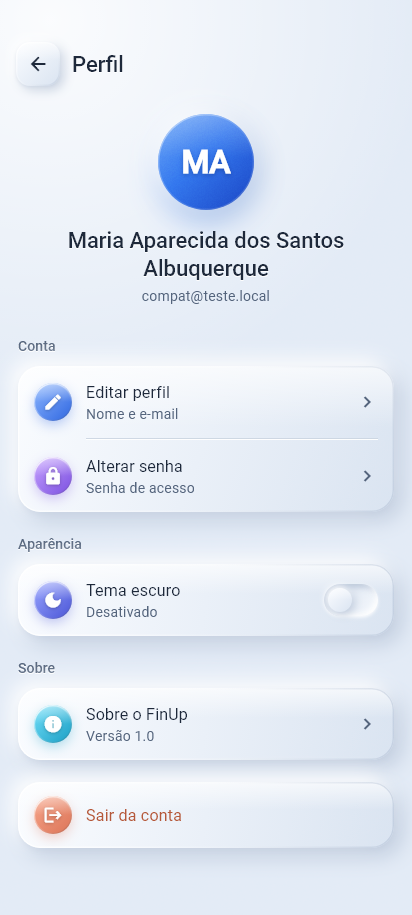 Perfil
MA
Maria Aparecida dos Santos
Albuquerque
compat@teste.local
Conta
Editar perfil
Nome e e-mail
Alterar senha
Senha de acesso
Aparência
Tema escuro
Desativado
Sobre
Sobre o FinUp
Versão 1.0
Sair da conta